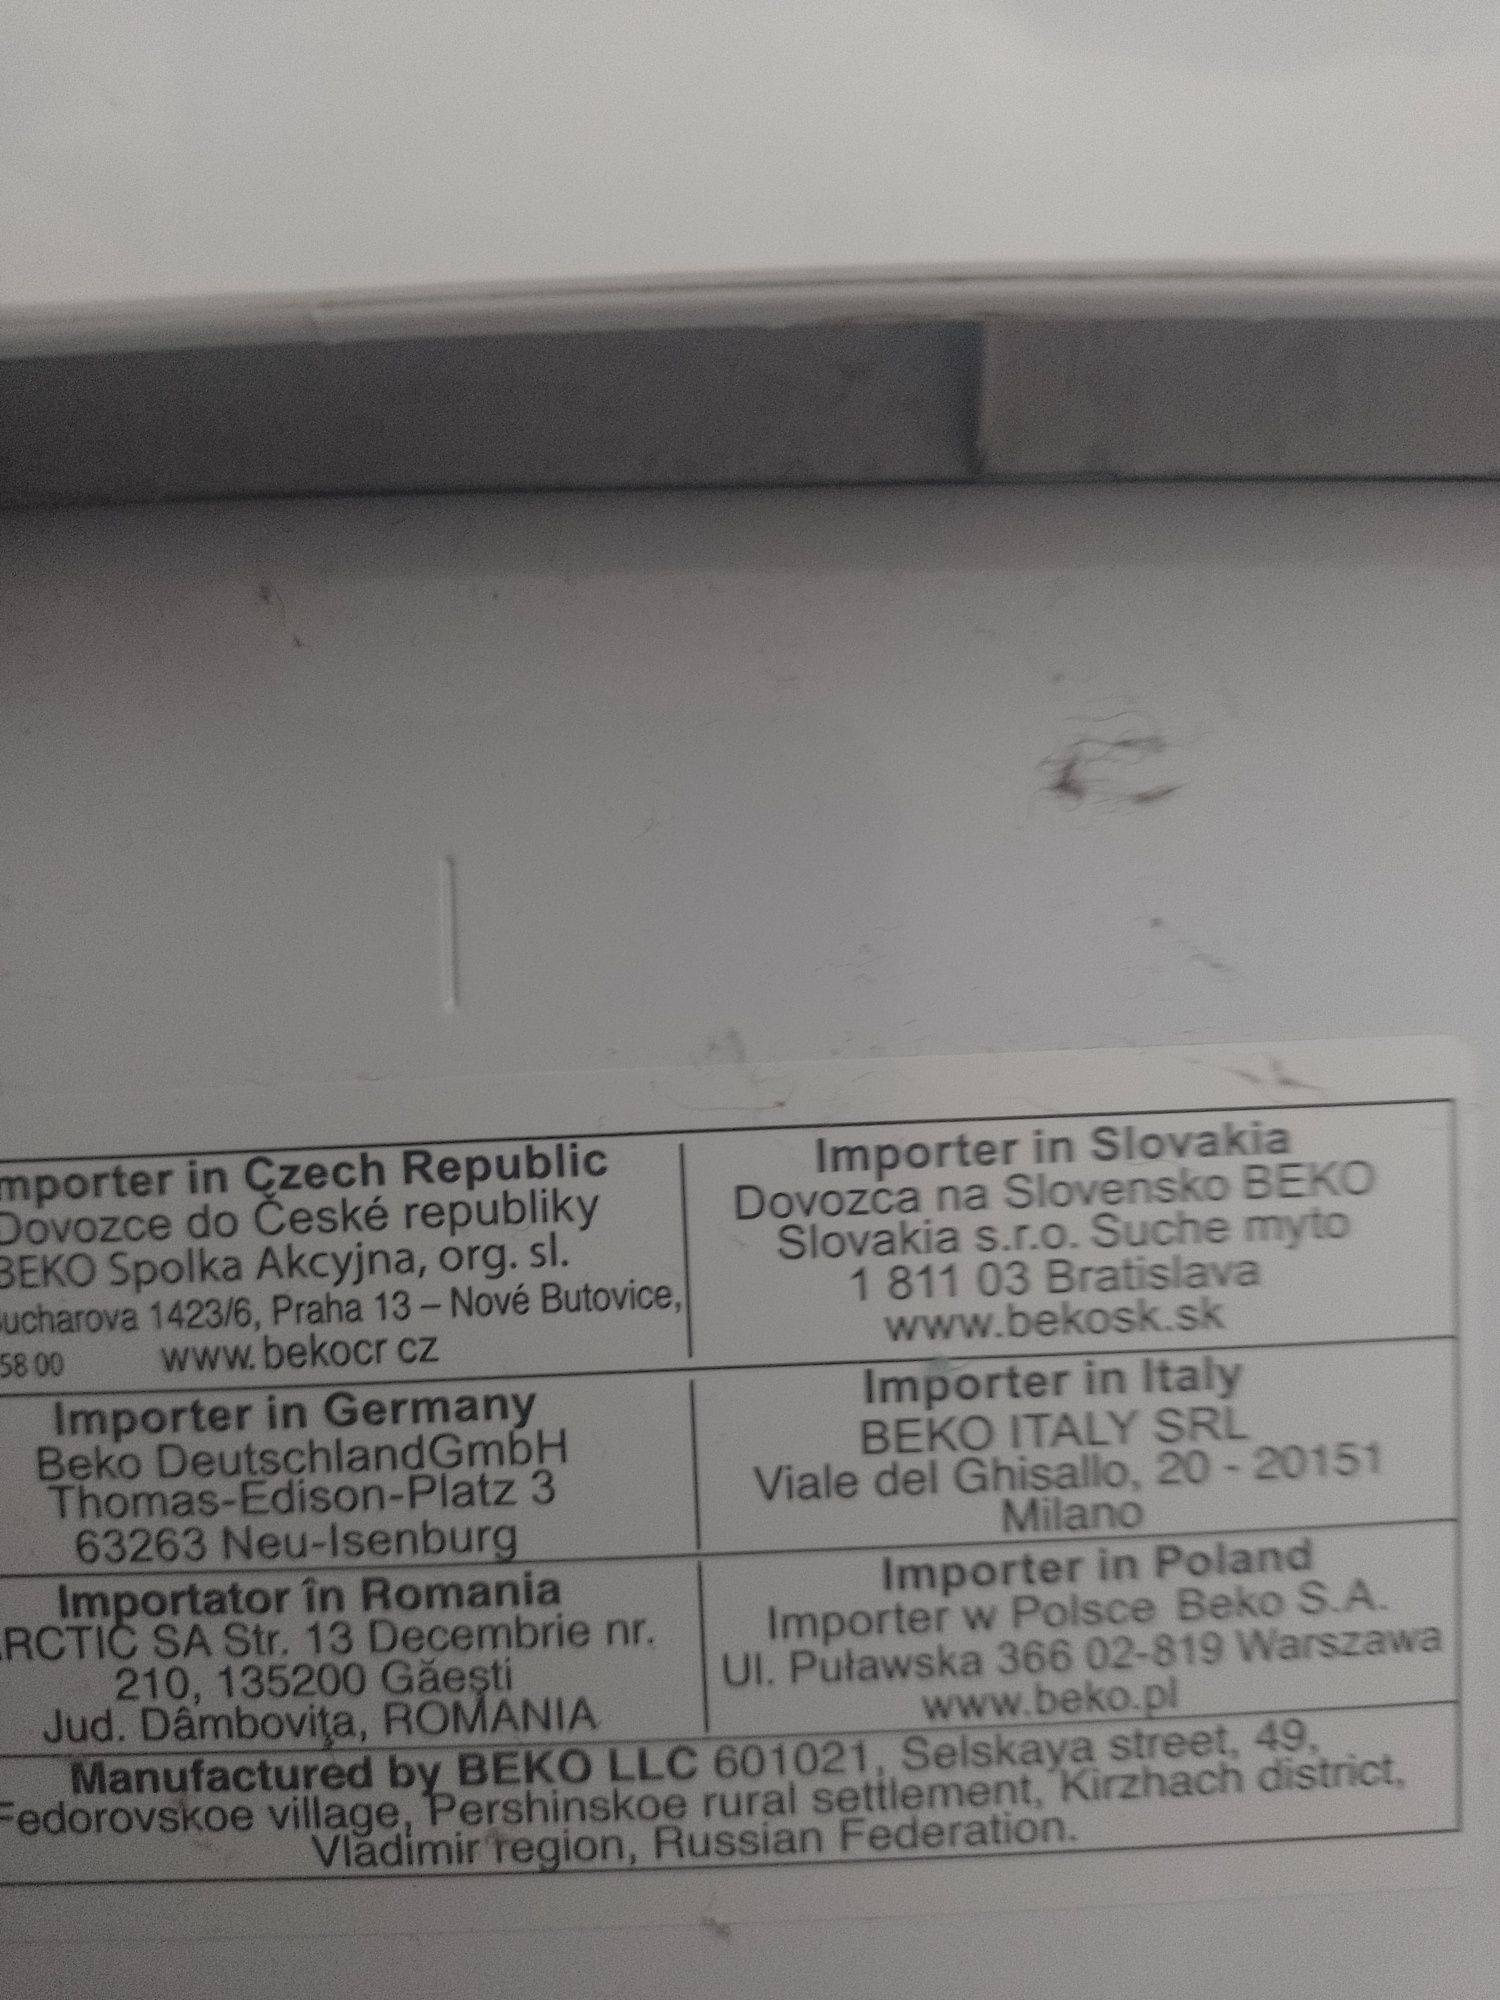 mporter in Czech Republic
Dovozce do České republiky
BEKO Spolka Akcyjna, org. sl.
ucharova 1423/6, Praha 13 – Nové Butovice,
58 00 www.bekocr cz
Importer in Slovakia
Dovozca na Slovensko BEKO
Slovakia s.r.o. Suche myto
1 811 03 Bratislava
www.bekosk.sk
Importer in Germany
Beko DeutschlandGmbH
Thomas-Edison-Platz 3
63263 Neu-Isenburg
Importer in Italy
BEKO ITALY SRL
Viale del Ghisallo, 20 - 20151
Milano
Importator în Romania
RCTIC SA Str. 13 Decembrie nr.
210, 135200 Găeşti
Jud. Dâmboviţa, ROMANIA
Importer in Poland
Importer w Polsce Beko S.A.
Ul. Puławska 366 02-819 Warszawa
www.beko.pl
Manufactured by BEKO LLC 601021, Selskaya street, 49,
Fedorovskoe village, Pershinskoe rural settlement, Kirzhach district,
Vladimir region, Russian Federation.